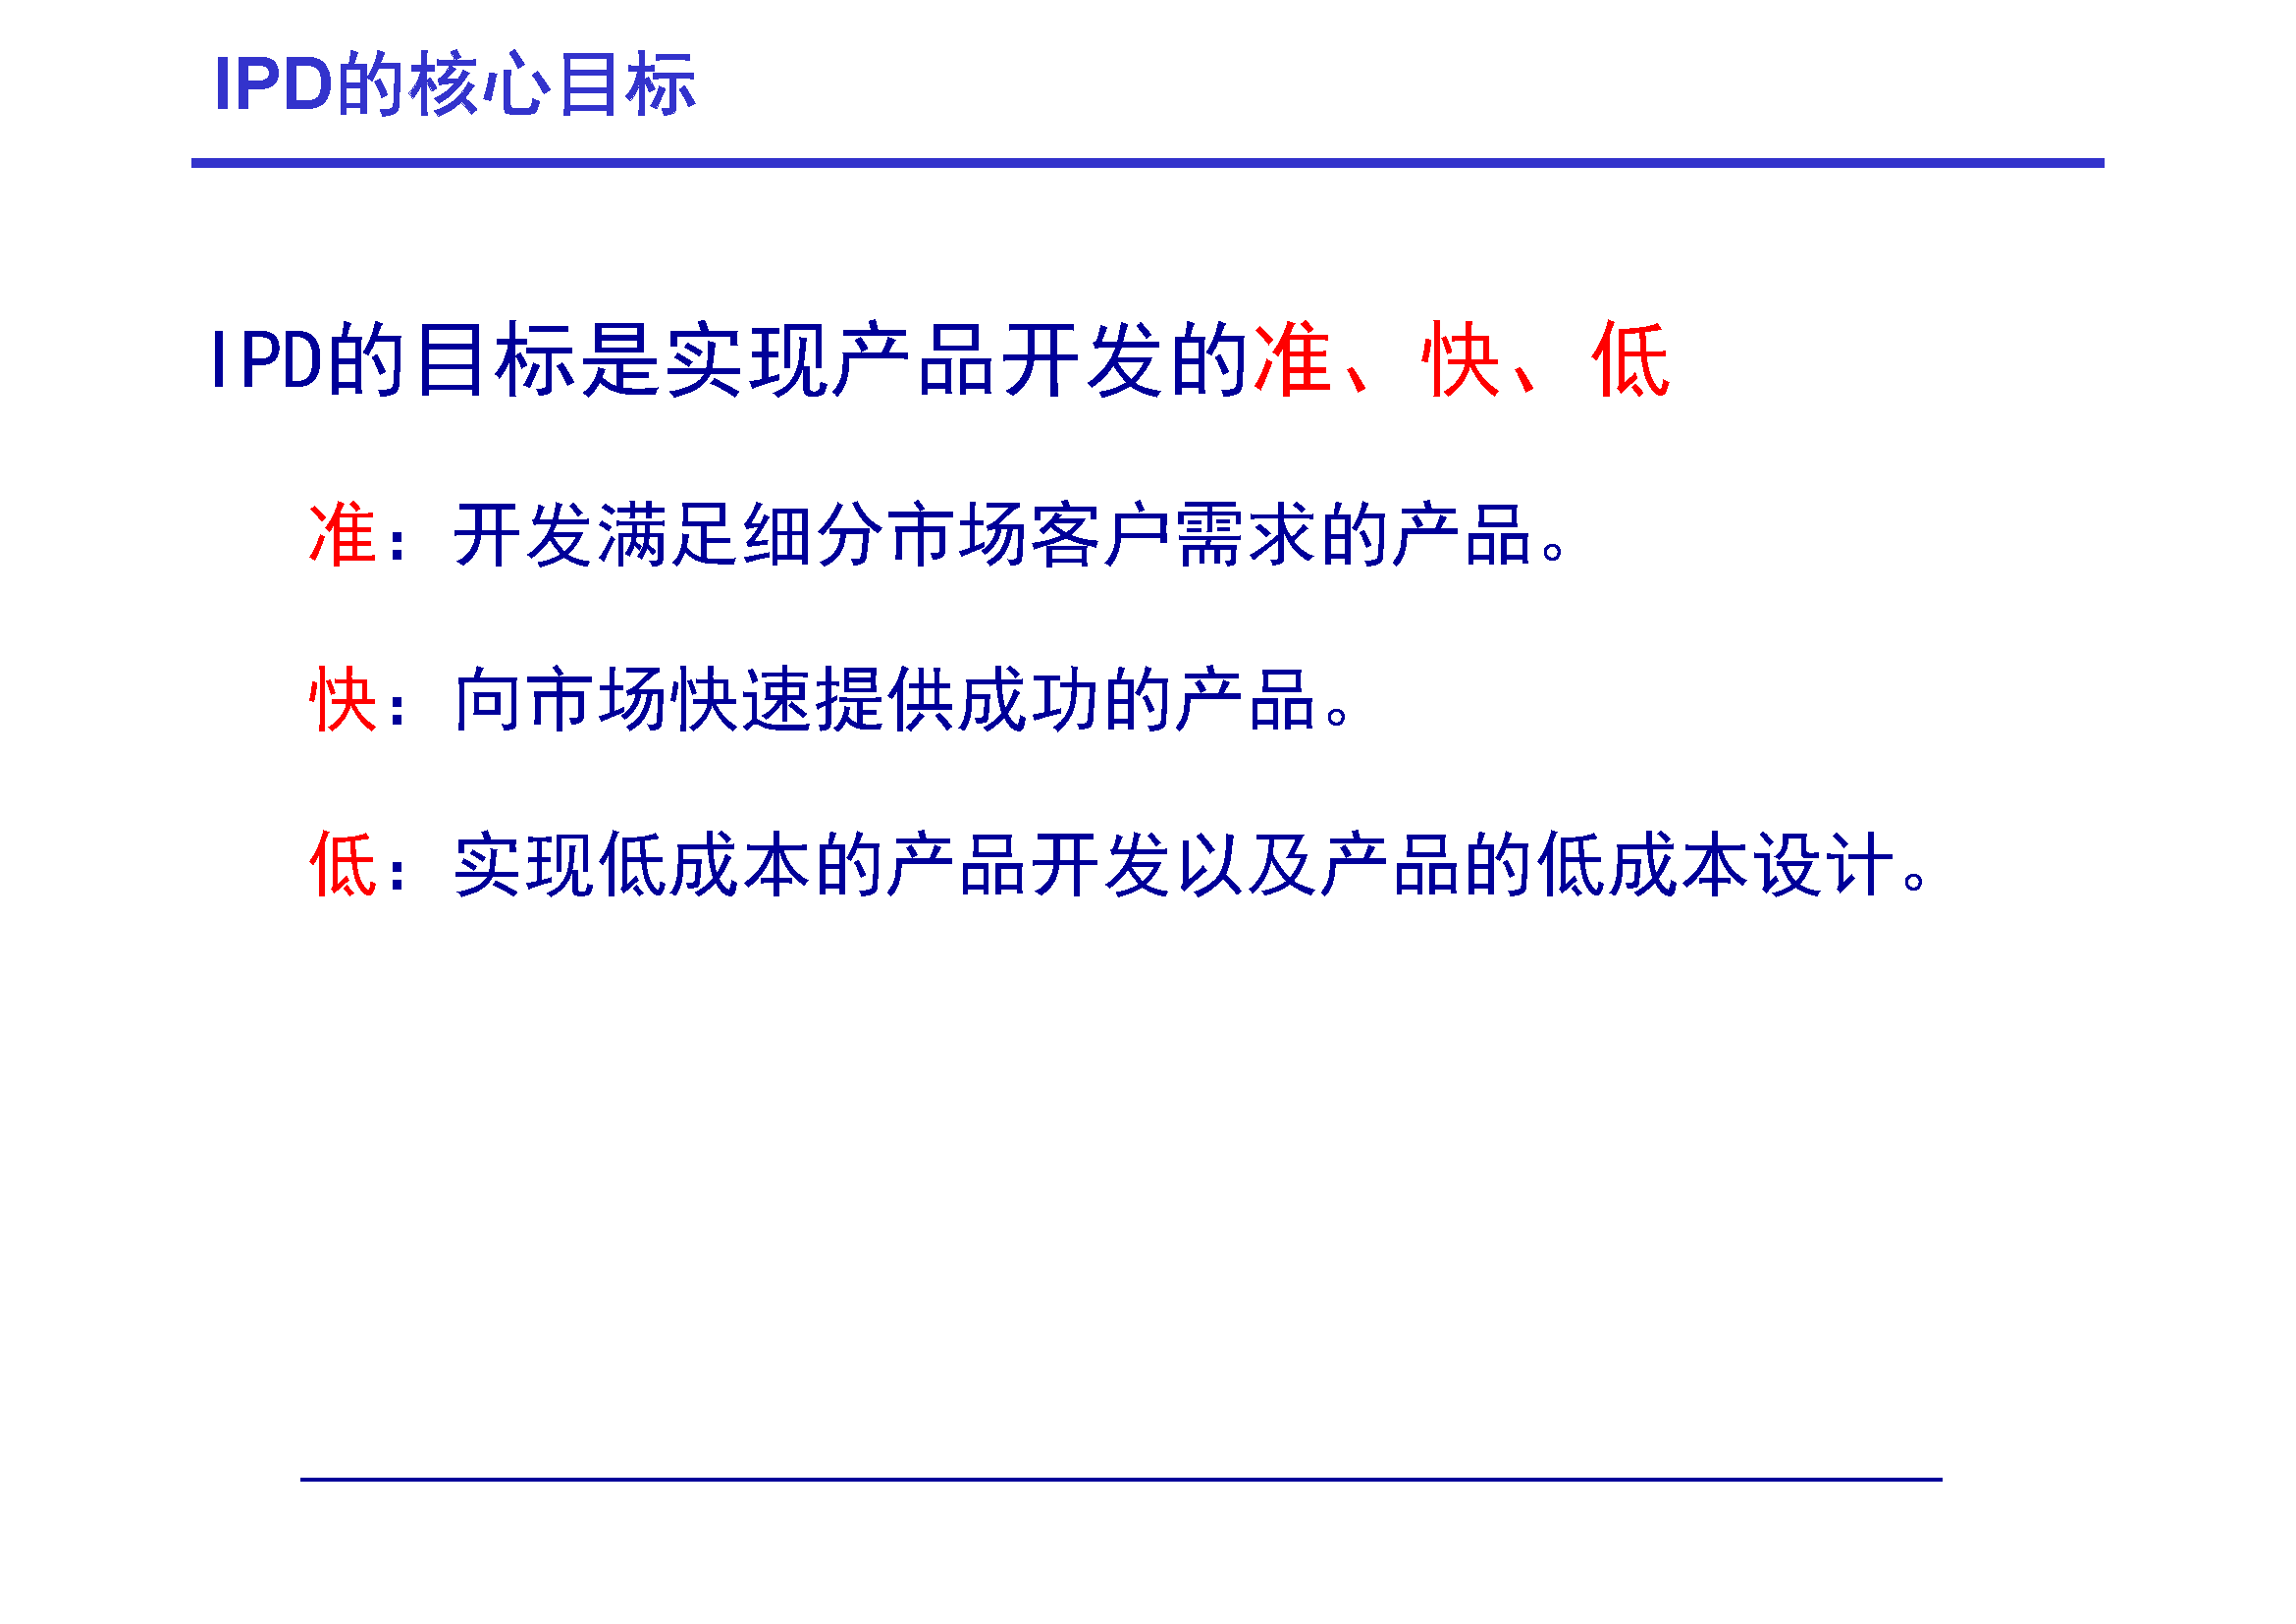 IPD的核心目标
IPD的目标是实现产品开发的准、快、低
准：开发满足细分市场客户需求的产品。
快：向市场快速提供成功的产品。
低：实现低成本的产品开发以及产品的低成本设计。